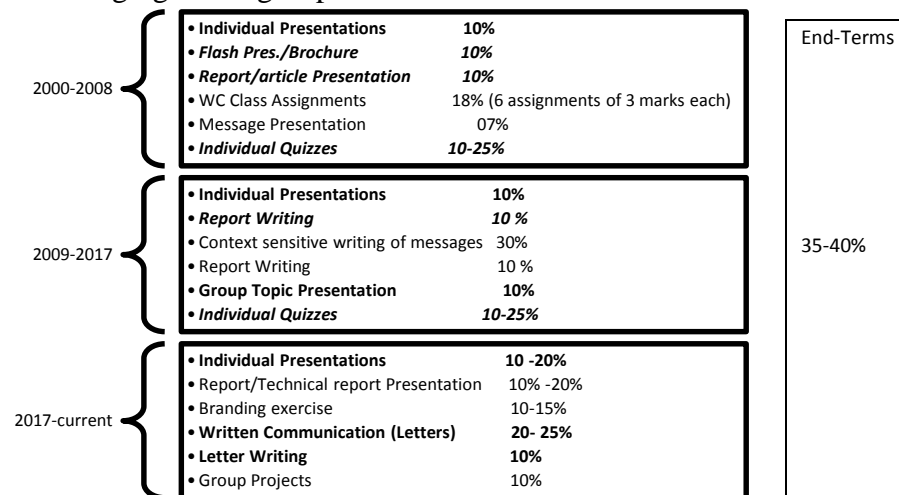 2000-2008
• Individual Presentations 10%
• Flash Pres./Brochure 10%
• Report/article Presentation 10%
• WC Class Assignments 18% (6 assignments of 3 marks each)
• Message Presentation 07%
• Individual Quizzes 10-25%
2009-2017
• Individual Presentations 10%
• Report Writing 10 %
• Context sensitive writing of messages 30%
• Report Writing 10 %
• Group Topic Presentation 10%
• Individual Quizzes 10-25%
2017-current
• Individual Presentations 10 -20%
• Report/Technical report Presentation 10% -20%
• Branding exercise 10-15%
• Written Communication (Letters) 20- 25%
• Letter Writing 10%
• Group Projects 10%
End-Terms
35-40%